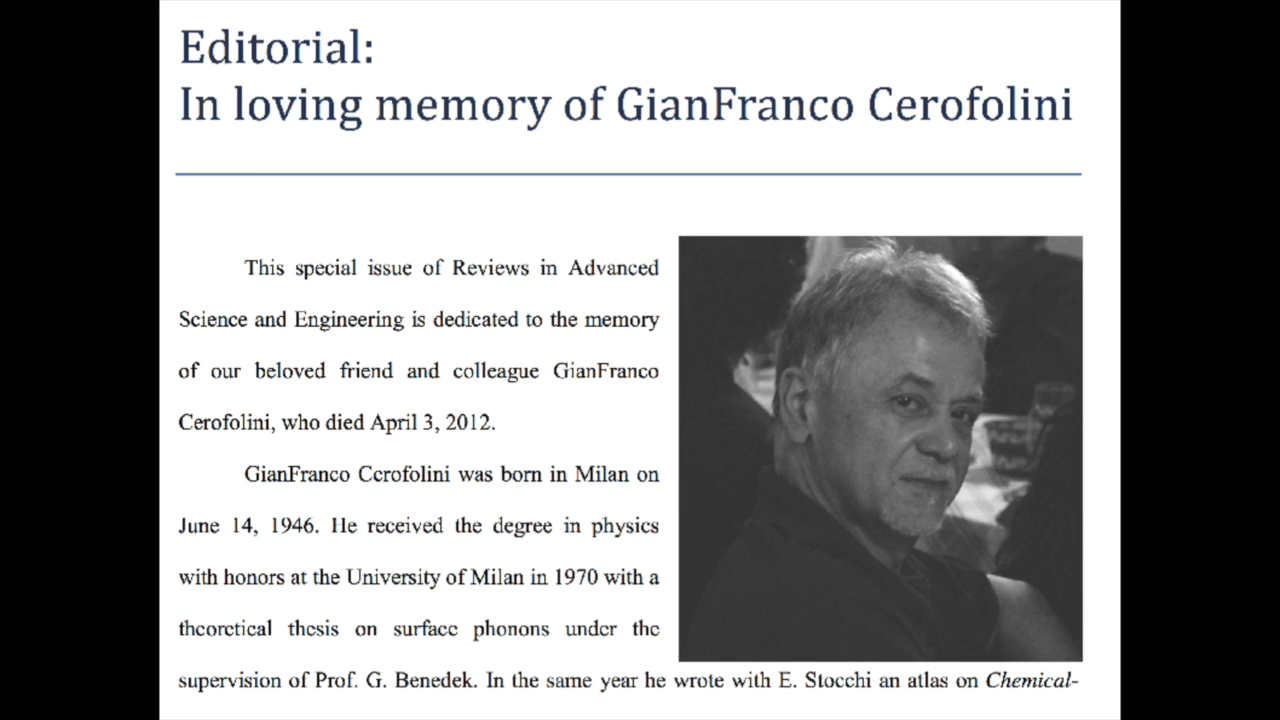 Editorial:
In loving memory of GianFranco Cerofolini
This special issue of Reviews in Advanced
Science and Engineering is dedicated to the memory
of our beloved friend and colleague GianFranco
Cerofolini, who died April 3, 2012.
GianFranco Cerofolini was born in Milan on
June 14, 1946. He received the degree in physics
with honors at the University of Milan in 1970 with a
theoretical thesis on surface phonons under the
supervision of Prof. G. Benedek. In the same year he wrote with E. Stocchi an atlas on Chemical-